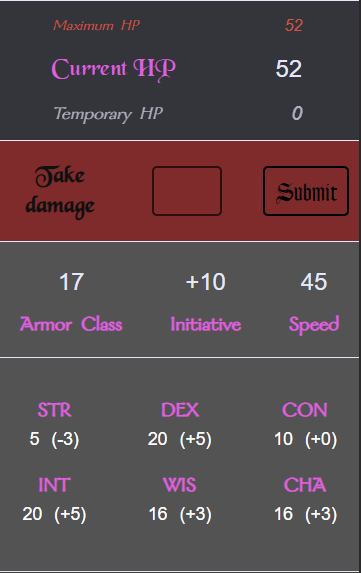 Maximum HP 52
Current HP 52
Temporary HP 0
Take damage Submit
17 +10 45
Armor Class Initiative Speed
STR DEX CON
5 (-3) 20 (+5) 10 (+0)
INT WIS CHA
20 (+5) 16 (+3) 16 (+3)